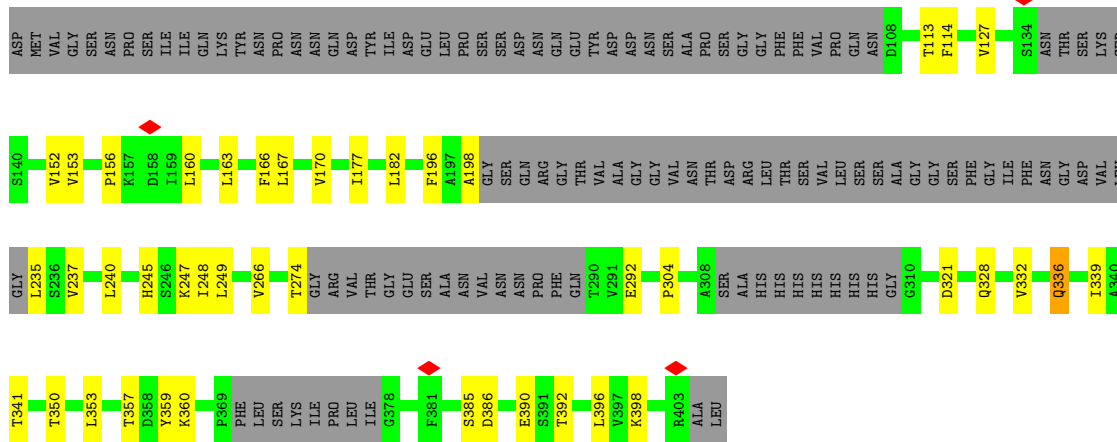 ASP MET VAL GLY SER ASN PRO SER ILE ILE GLN LYS TYR ASN PRO ASN ASN GLN ASP TYR ILE ASP GLU LEU PRO SER SER ASP ASN GLN GLU TYR ASP ASP ASN SER ALA PRO SER GLY GLY PHE PHE VAL PRO GLN ASN D108 T113 F114 V127 S134 ASN THR SER LYS
S140 V152 V153 P156 K157 D158 I159 L160 L163 F166 L167 V170 I177 L182 F196 A197 A198 GLY SER GLN ARG GLY THR VAL ALA GLY GLY VAL ASN THR ASP ARG LEU THR SER VAL LEU SER SER ALA GLY GLY SER PHE GLY ILE PHE ASN GLY ASP VAL
GLY L235 S236 V237 L240 H245 S246 K247 I248 L249 V266 T274 GLY ARG VAL THR GLY GLU SER ALA ASN VAL ASN ASN PRO PHE GLN T290 V291 E292 P304 A308 SER ALA HIS HIS HIS HIS HIS HIS GLY G310 D321 Q328 V332 Q336 I339 A340
T341 T350 L353 T357 D358 Y359 K360 P369 PHE LEU SER LYS ILE PRO LEU ILE G378 F381 S385 D386 E390 S391 T392 L396 V397 K398 R403 ALA LEU